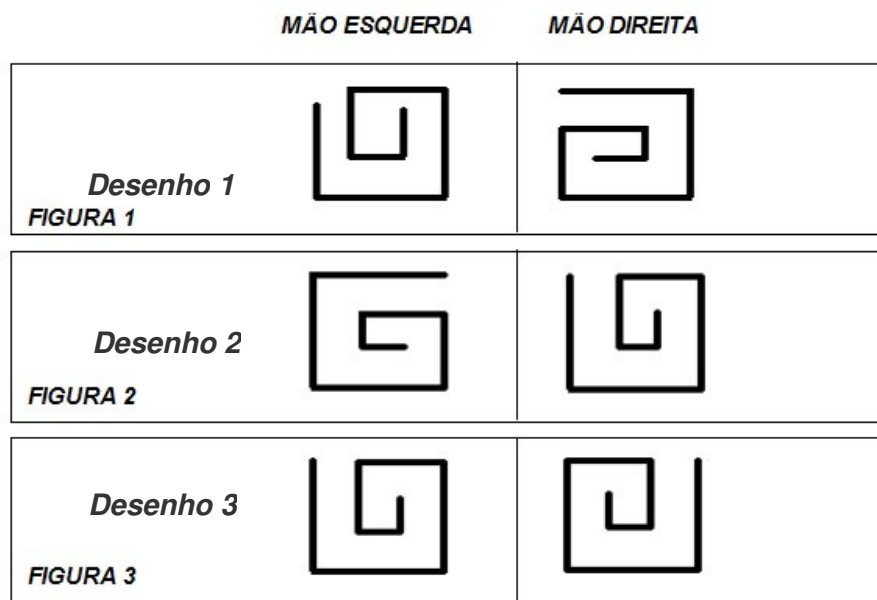 MÃO ESQUERDA MÃO DIREITA
Desenho 1
FIGURA 1
Desenho 2
FIGURA 2
Desenho 3
FIGURA 3